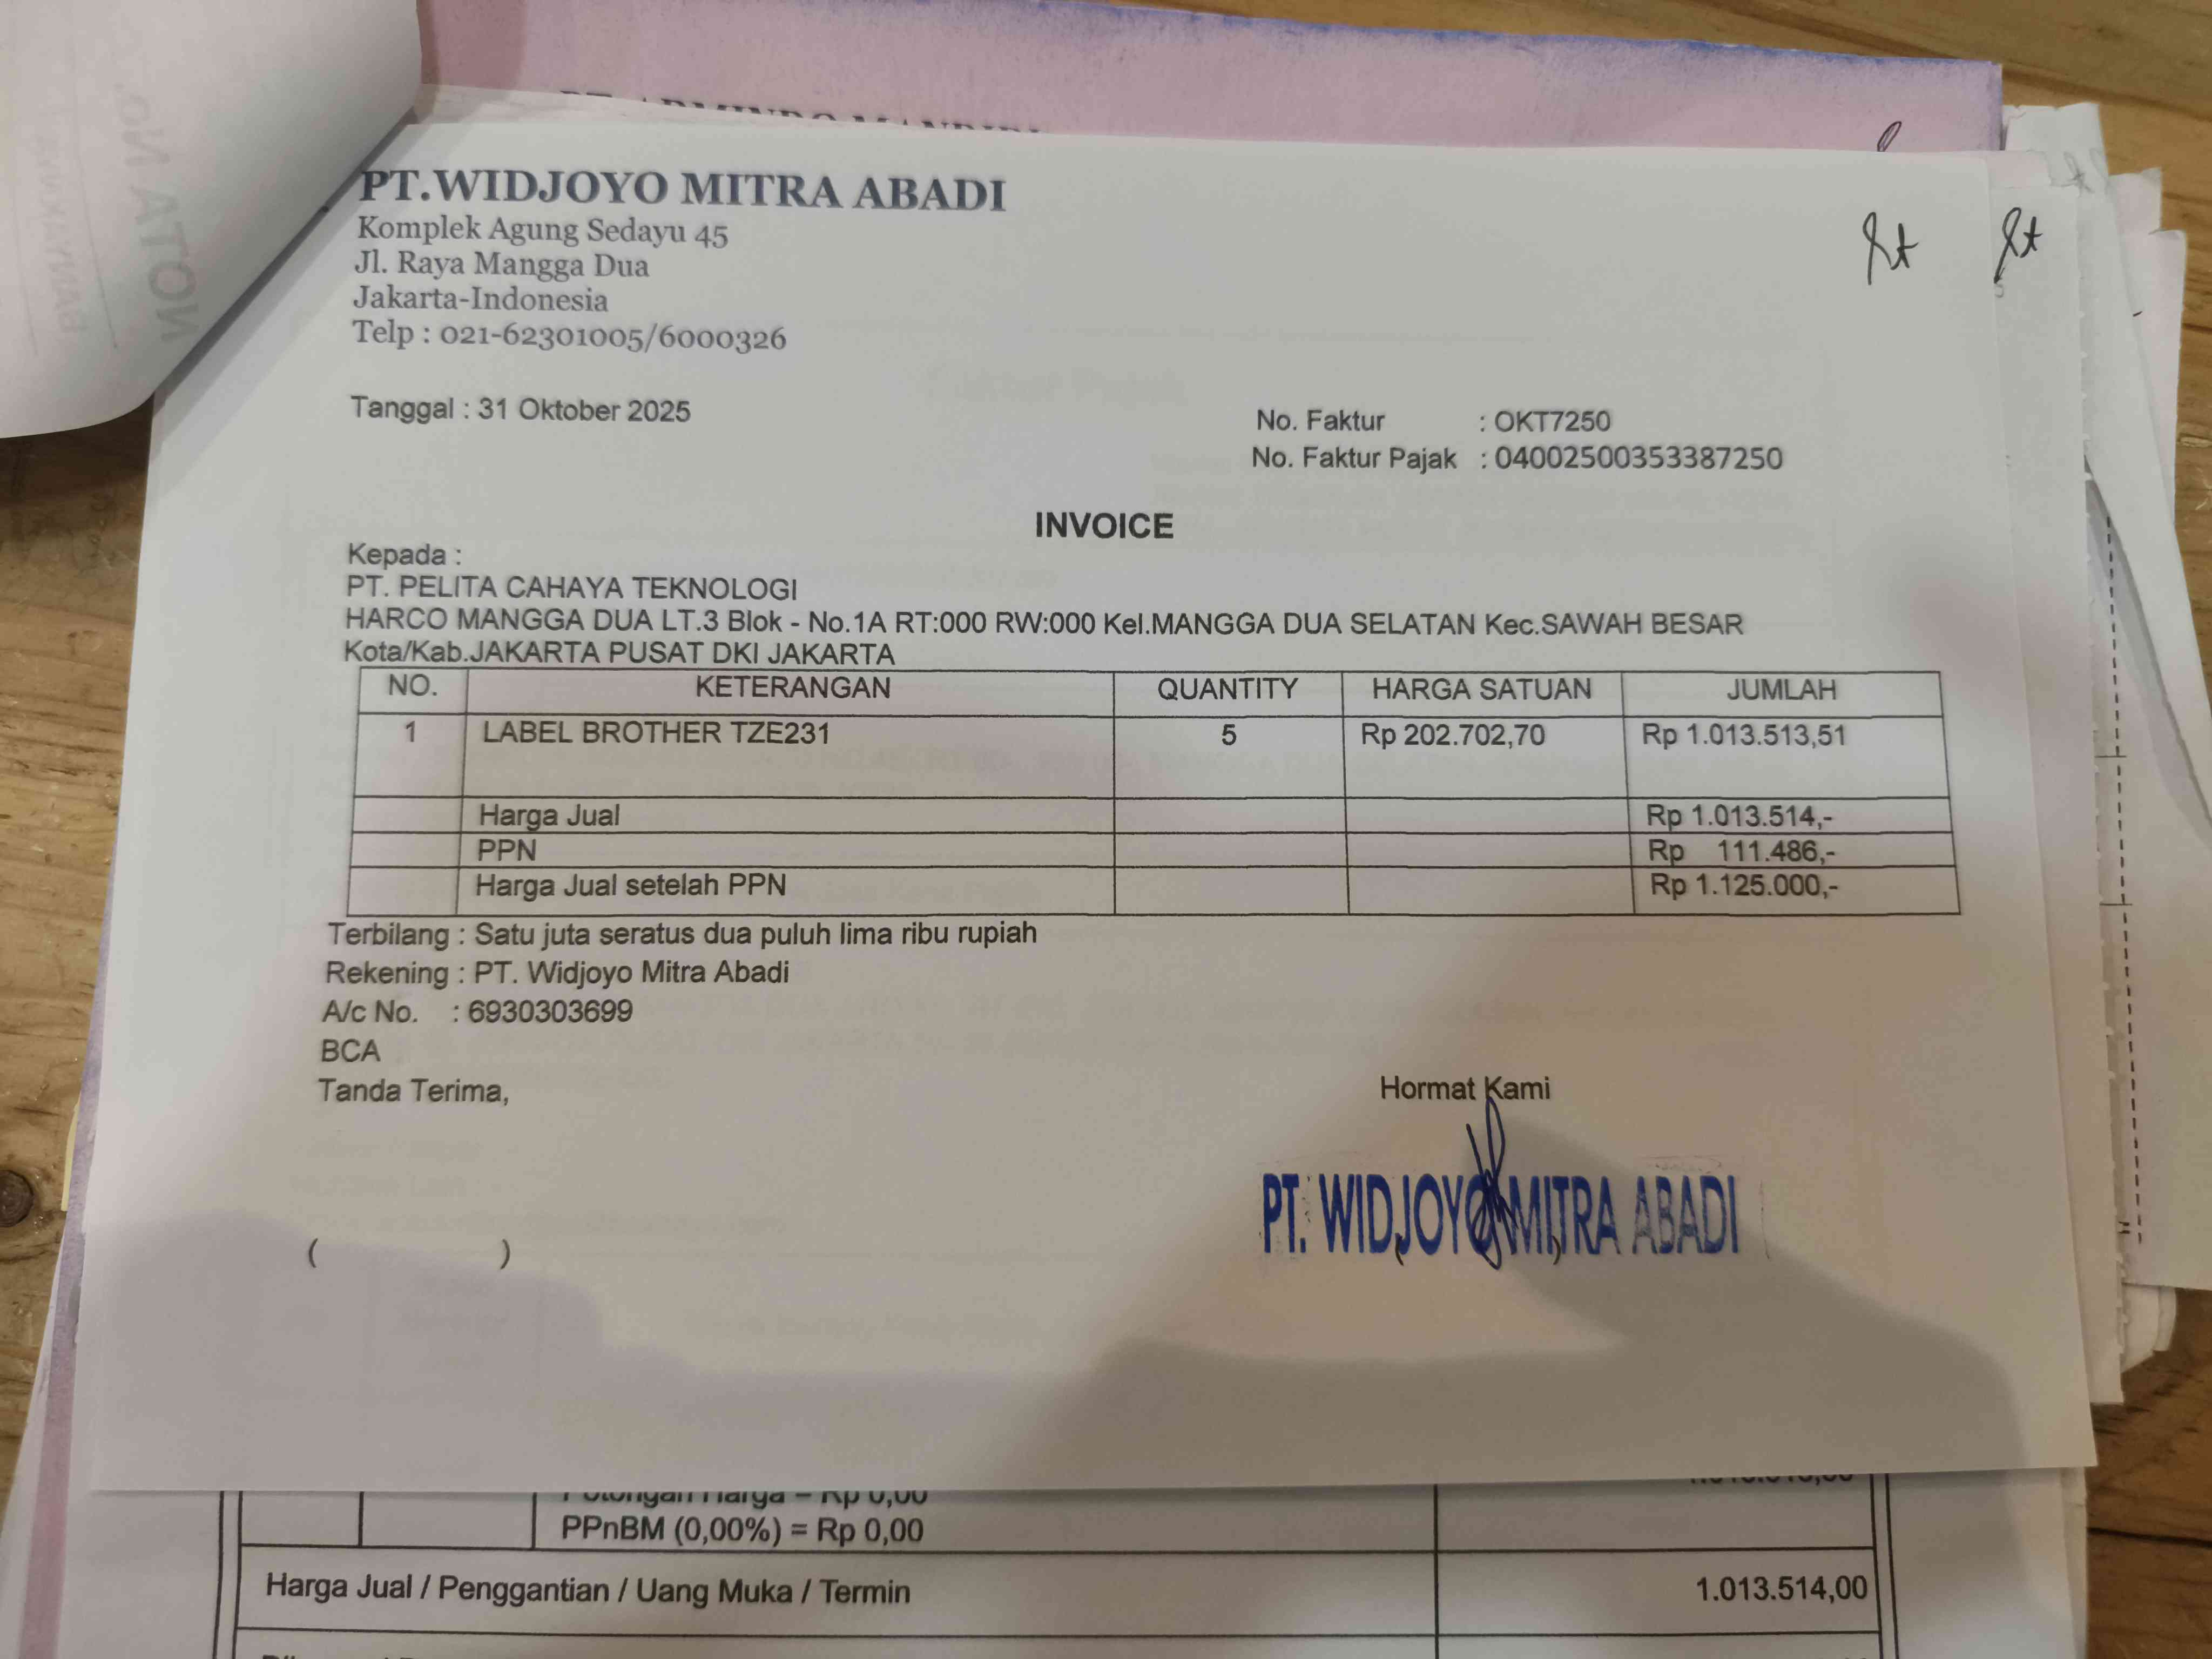 PT.WIDJOYO MITRA ABADI
Komplek Agung Sedayu 45
Jl. Raya Mangga Dua
Jakarta-Indonesia
Telp : 021-62301005/6000326
Tanggal : 31 Oktober 2025
No. Faktur : OKT7250
No. Faktur Pajak : 04002500353387250
INVOICE
Kepada :
PT. PELITA CAHAYA TEKNOLOGI
HARCO MANGGA DUA LT.3 Blok - No.1A RT:000 RW:000 Kel.MANGGA DUA SELATAN Kec.SAWAH BESAR
Kota/Kab.JAKARTA PUSAT DKI JAKARTA
NO. KETERANGAN QUANTITY HARGA SATUAN JUMLAH
1 LABEL BROTHER TZE231 5 Rp 202.702,70 Rp 1.013.513,51
Harga Jual Rp 1.013.514,-
PPN Rp 111.486,-
Harga Jual setelah PPN Rp 1.125.000,-
Terbilang : Satu juta seratus dua puluh lima ribu rupiah
Rekening : PT. Widjoyo Mitra Abadi
A/c No. : 6930303699
BCA
Tanda Terima,
Hormat Kami
PT. WIDJOYO MITRA ABADI
( )
Potongan Harga = Rp 0,00
PPnBM (0,00%) = Rp 0,00
Harga Jual / Penggantian / Uang Muka / Termin 1.013.514,00